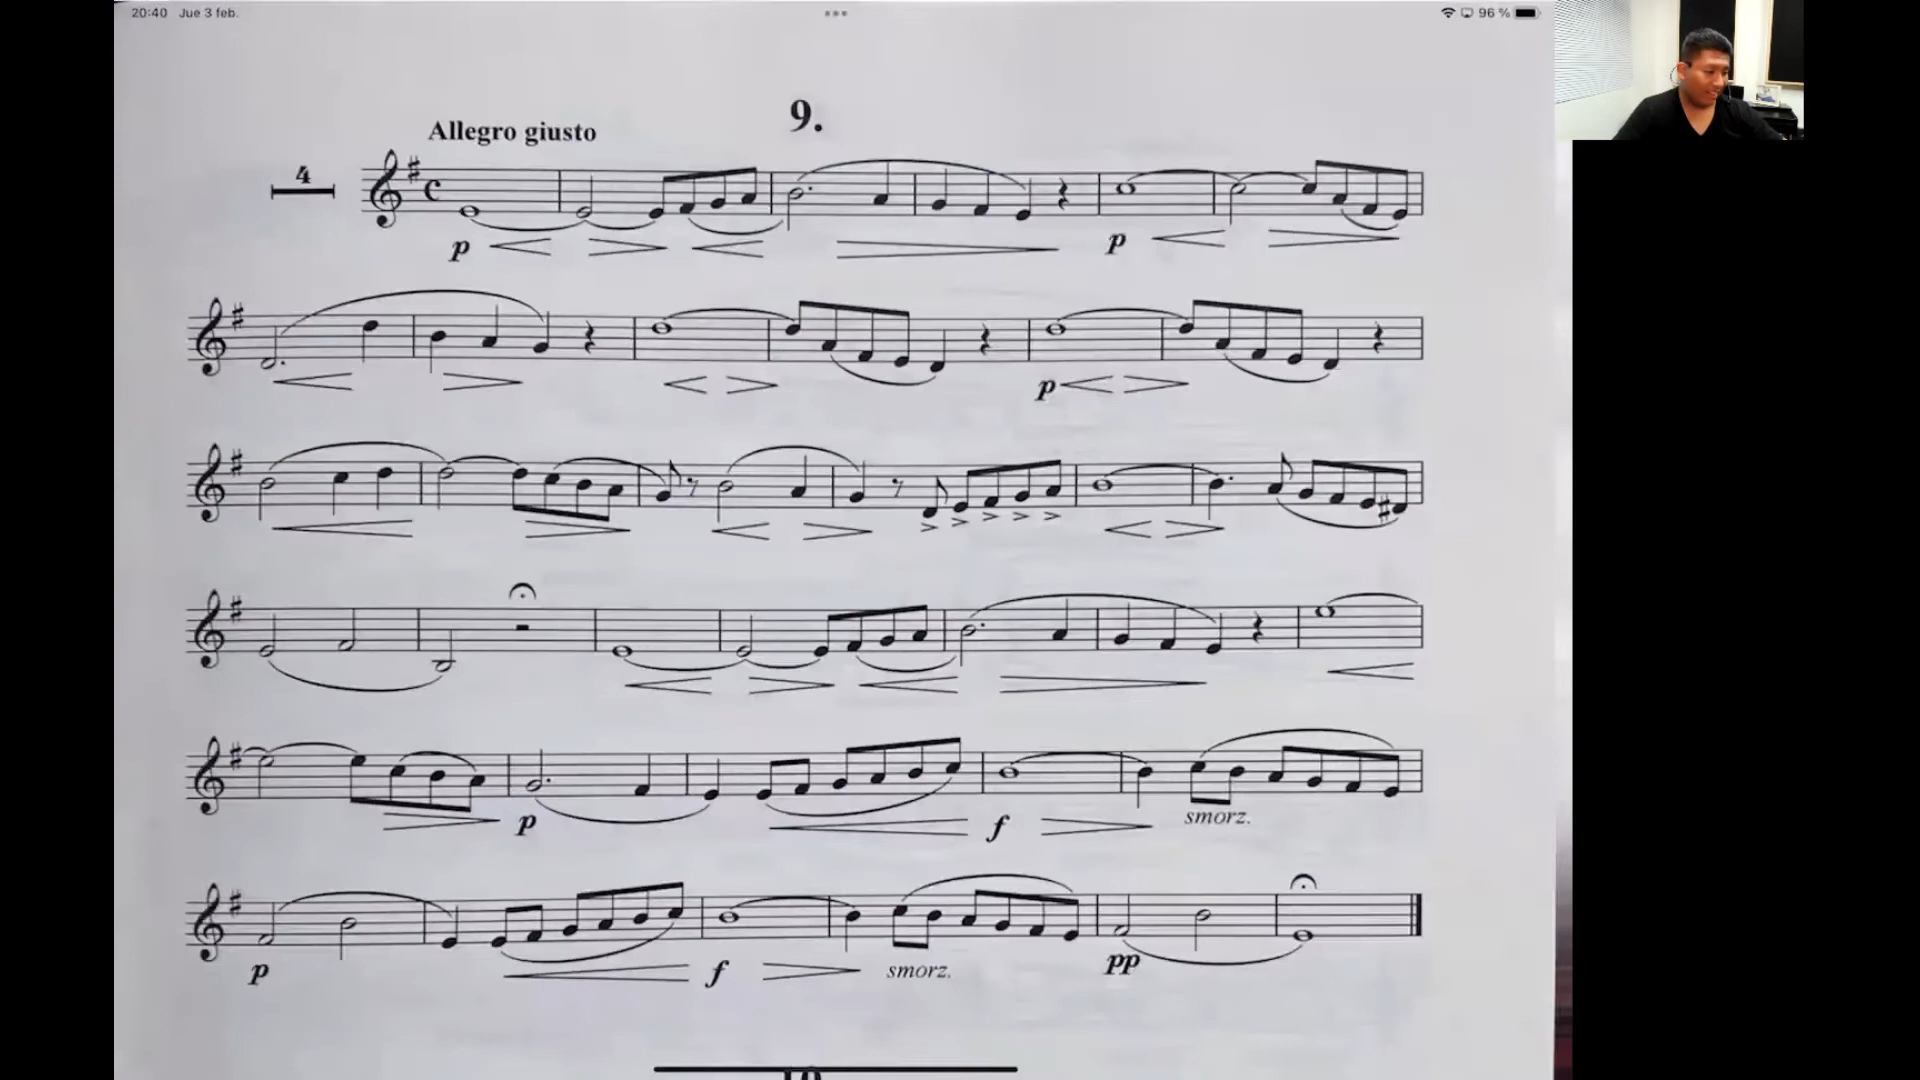 20:40 Jue 3 feb.
96 %
9.
Allegro giusto
4
p
p
p
p
f
smorz.
p
f
smorz.
pp